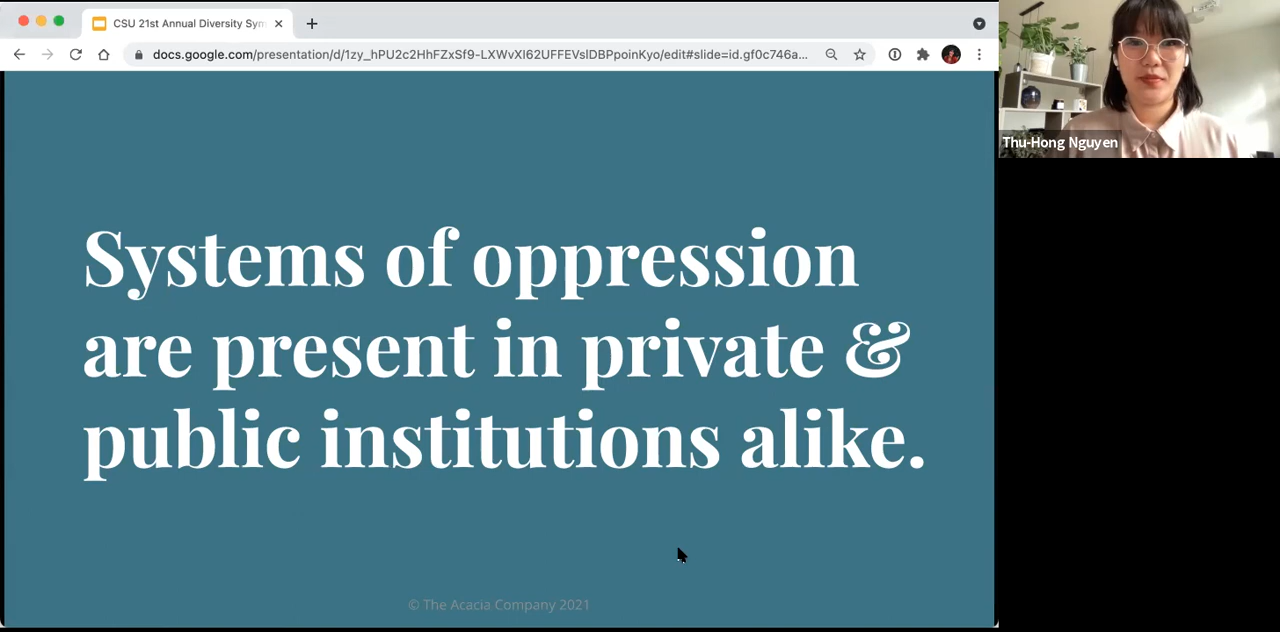 CSU 21st Annual Diversity Sym
docs.google.com/presentation/d/1zy_hPU2c2HhFZxSf9-LXWvXI62UFFEVslDBPpoinKyo/edit#slide=id.gf0c746a...
Thu-Hong Nguyen
Systems of oppression
are present in private &
public institutions alike.
© The Acacia Company 2021